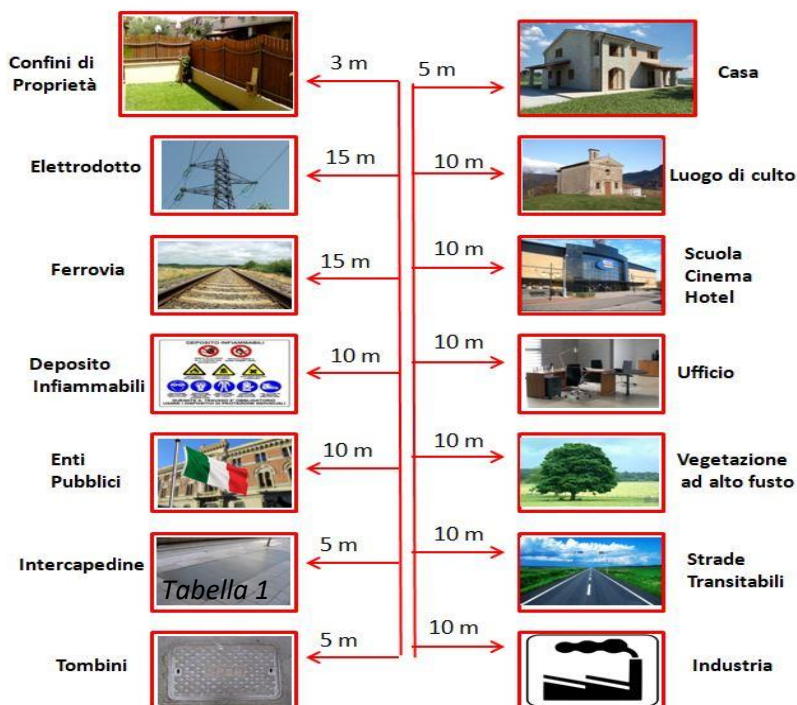 Confini di
Proprietà
3 m
5 m
Casa
Elettrodotto
15 m
10 m
Luogo di culto
Ferrovia
15 m
10 m
Scuola
Cinema
Hotel
Deposito
Infiammabili
DEPOSITO INFIAMMABILI
10 m
10 m
Ufficio
Enti
Pubblici
10 m
10 m
Vegetazione
ad alto fusto
Intercapedine
Tabella 1
5 m
10 m
Strade
Transitabili
Tombini
5 m
10 m
Industria